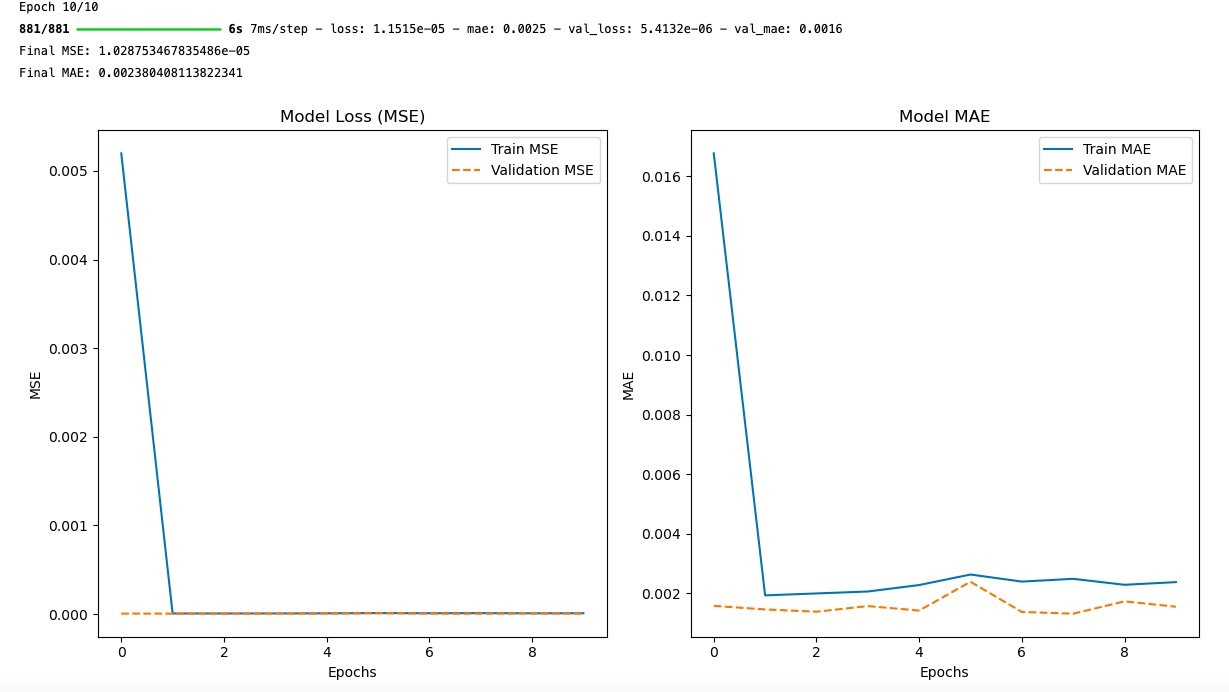 Epoch 10/10
881/881 6s 7ms/step - loss: 1.1515e-05 - mae: 0.0025 - val_loss: 5.4132e-06 - val_mae: 0.0016
Final MSE: 1.028753467835486e-05
Final MAE: 0.002380408113822341
Model Loss (MSE)
Train MSE
Validation MSE
0.005
0.004
0.003
0.002
0.001
0.000
MSE
0 2 4 6 8
Epochs
Model MAE
Train MAE
Validation MAE
0.016
0.014
0.012
0.010
0.008
0.006
0.004
0.002
MAE
0 2 4 6 8
Epochs